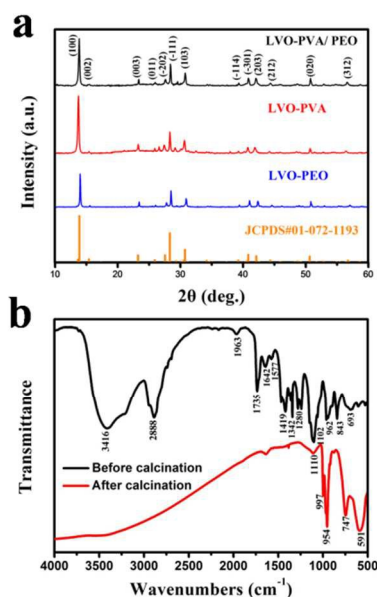 a
LVO-PVA/ PEO
(100)
(002)
(003)
(011)
(-202)
(-111)
(103)
(-114)
(-301)
(203)
(212)
(020)
(312)
LVO-PVA
LVO-PEO
JCPDS#01-072-1193
Intensity (a.u.)
10 20 30 40 50 60
2θ (deg.)
b
1963
3416
2888
1735
1642
1577
1419
1342
1280
1102
962
843
693
Before calcination
After calcination
1110
997
954
747
591
Transmittance
4000 3500 3000 2500 2000 1500 1000 500
Wavenumbers (cm⁻¹)